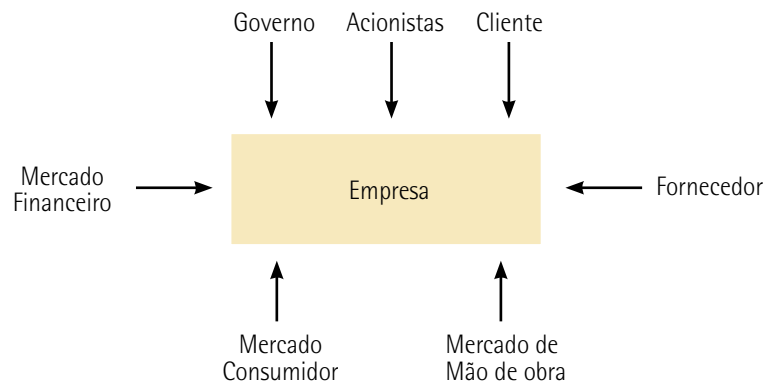 Governo Acionistas Cliente
Mercado
Financeiro
Empresa
Fornecedor
Mercado
Consumidor
Mercado de
Mão de obra